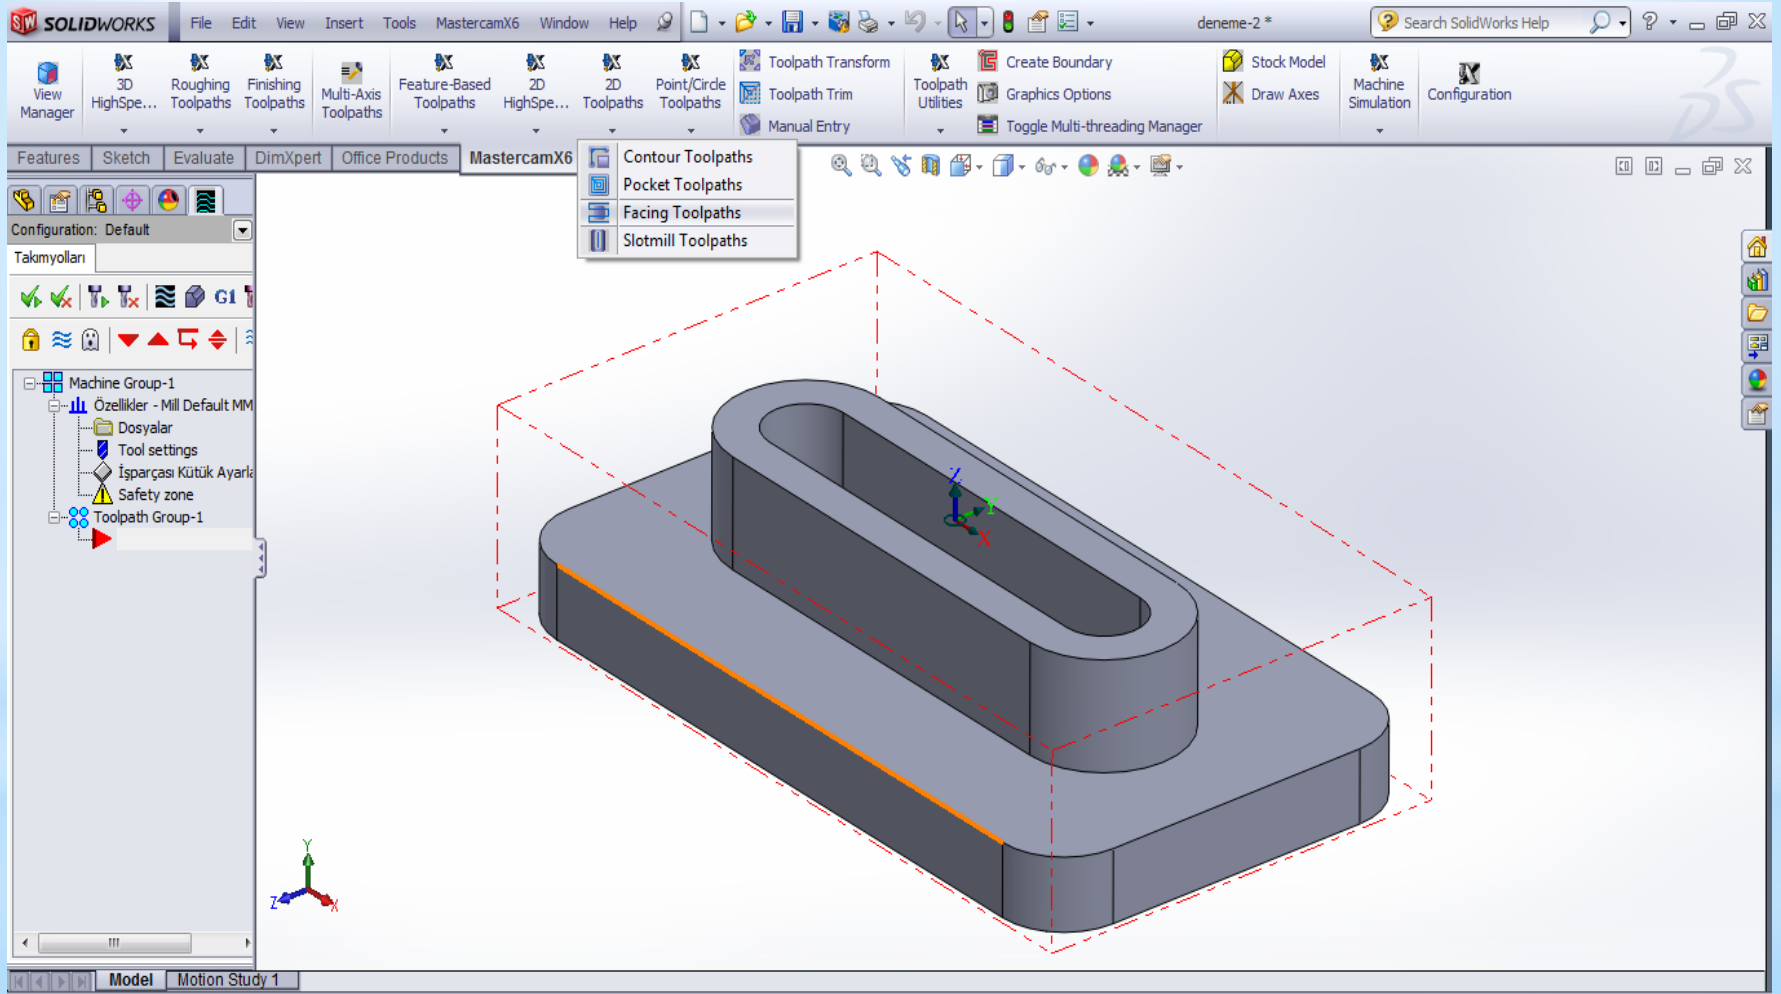 SOLIDWORKS File Edit View Insert Tools MastercamX6 Window Help deneme-2 * Search SolidWorks Help
View Manager
3D HighSpe...
Roughing Toolpaths
Finishing Toolpaths
Multi-Axis Toolpaths
Feature-Based Toolpaths
2D HighSpe...
2D Toolpaths
Point/Circle Toolpaths
Toolpath Transform
Toolpath Trim
Manual Entry
Toolpath Utilities
Create Boundary
Graphics Options
Toggle Multi-threading Manager
Stock Model
Draw Axes
Machine Simulation
Configuration
Features Sketch Evaluate DimXpert Office Products MastercamX6
Contour Toolpaths
Pocket Toolpaths
Facing Toolpaths
Slotmill Toolpaths
Configuration: Default
Takımyolları
G1
Machine Group-1
Özellikler - Mill Default MM
Dosyalar
Tool settings
İşparçası Kütük Ayarla
Safety zone
Toolpath Group-1
Z
Y
X
Y
Z X
Model Motion Study 1